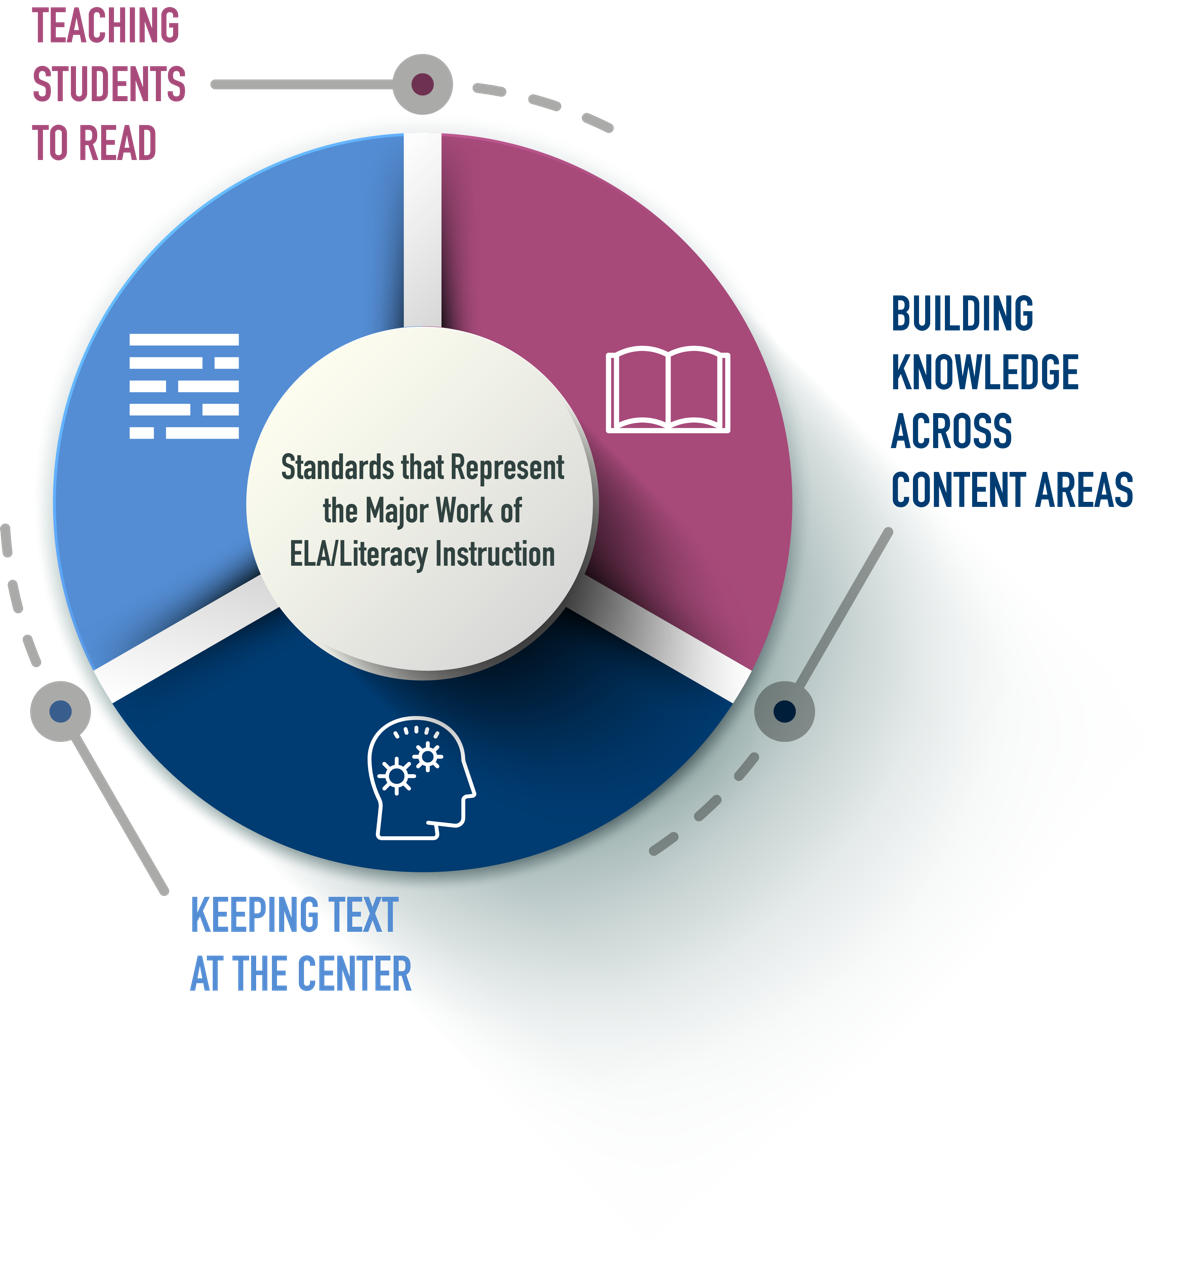 TEACHING
STUDENTS
TO READ
BUILDING
KNOWLEDGE
ACROSS
CONTENT AREAS
Standards that Represent
the Major Work of
ELA/Literacy Instruction
KEEPING TEXT
AT THE CENTER